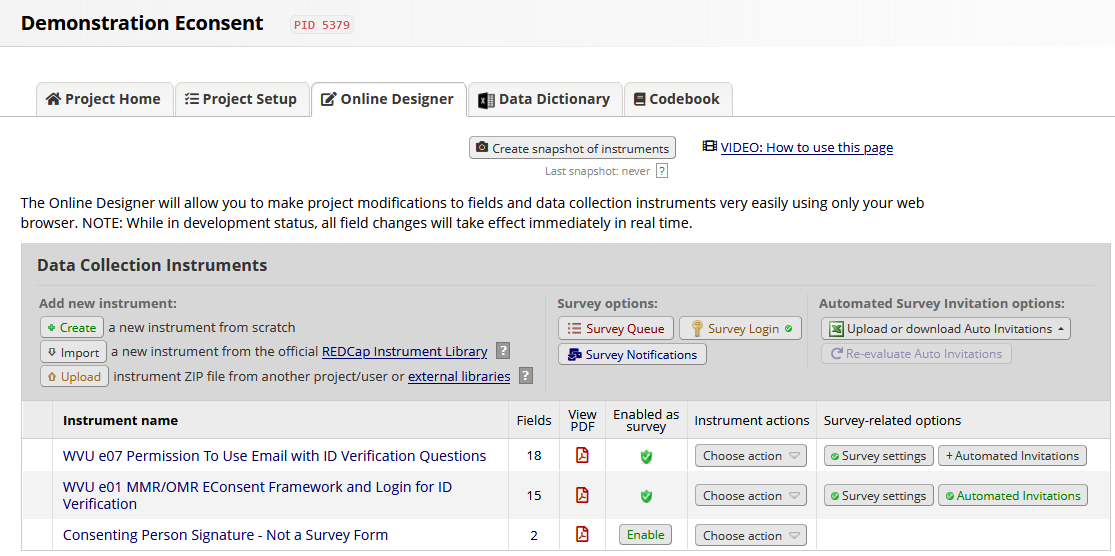 Demonstration Econsent PID 5379
Project Home Project Setup Online Designer Data Dictionary Codebook
Create snapshot of instruments VIDEO: How to use this page
Last snapshot: never ?
The Online Designer will allow you to make project modifications to fields and data collection instruments very easily using only your web
browser. NOTE: While in development status, all field changes will take effect immediately in real time.
Data Collection Instruments
Add new instrument:
Create a new instrument from scratch
Import a new instrument from the official REDCap Instrument Library ?
Upload instrument ZIP file from another project/user or external libraries ?
Survey options:
Survey Queue Survey Login
Survey Notifications
Automated Survey Invitation options:
Upload or download Auto Invitations
Re-evaluate Auto Invitations
Instrument name Fields View PDF Enabled as survey Instrument actions Survey-related options
WVU e07 Permission To Use Email with ID Verification Questions 18 Choose action Survey settings + Automated Invitations
WVU e01 MMR/OMR EConsent Framework and Login for ID
Verification 15 Choose action Survey settings Automated Invitations
Consenting Person Signature - Not a Survey Form 2 Enable Choose action